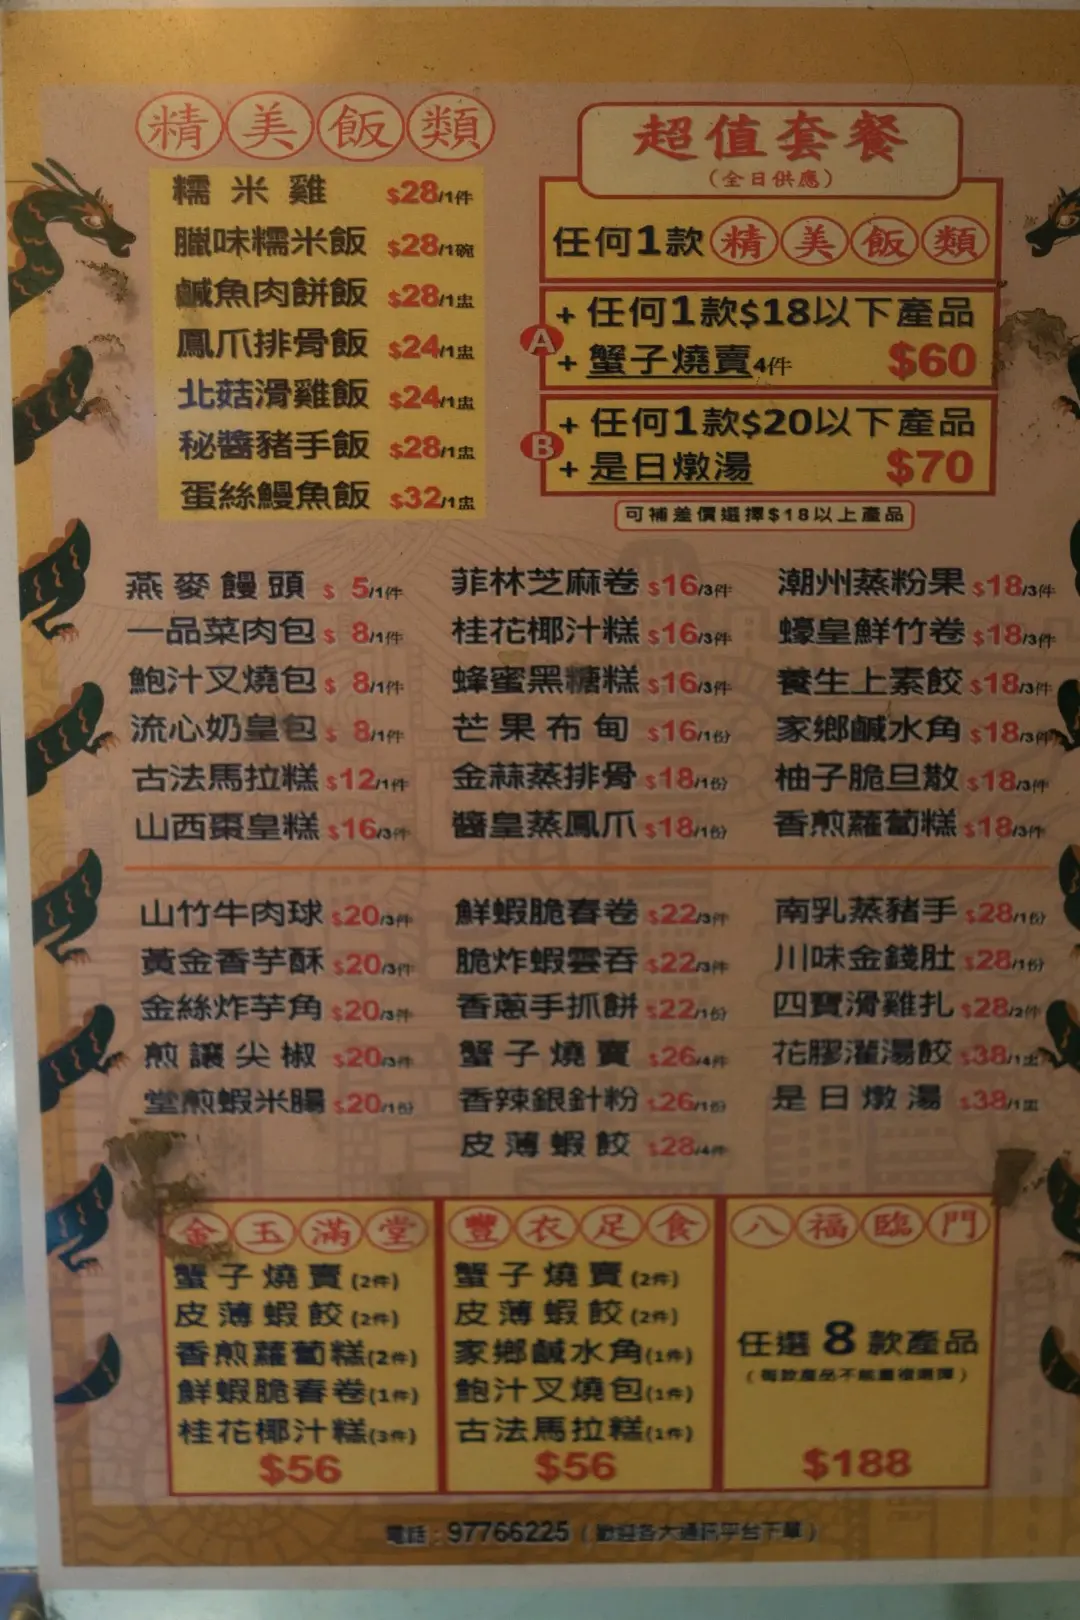 精美飯類
糯米雞 $28/1件
臘味糯米飯 $28/1碗
鹹魚肉餅飯 $28/1盅
鳳爪排骨飯 $24/1盅
北菇滑雞飯 $24/1盅
秘醬豬手飯 $28/1盅
蛋絲鰻魚飯 $32/1盅
超值套餐
(全日供應)
任何1款精美飯類
A
+ 任何1款$18以下產品
+ 蟹子燒賣4件 $60
B
+ 任何1款$20以下產品
+ 是日燉湯 $70
可補差價選擇$18以上產品
燕麥饅頭 $5/1件
一品菜肉包 $8/1件
鮑汁叉燒包 $8/1件
流心奶皇包 $8/1件
古法馬拉糕 $12/1件
山西棗皇糕 $16/3件
菲林芝麻卷 $16/3件
桂花椰汁糕 $16/3件
蜂蜜黑糖糕 $16/3件
芒果布甸 $16/1份
金蒜蒸排骨 $18/1份
醬皇蒸鳳爪 $18/1份
潮州蒸粉果 $18/3件
蠔皇鮮竹卷 $18/3件
養生上素餃 $18/3件
家鄉鹹水角 $18/3件
柚子脆旦散 $18/3件
香煎蘿蔔糕 $18/3件
山竹牛肉球 $20/3件
黃金香芋酥 $20/3件
金絲炸芋角 $20/3件
煎讓尖椒 $20/3件
堂煎蝦米腸 $20/1份
鮮蝦脆春卷 $22/3件
脆炸蝦雲吞 $22/3件
香蔥手抓餅 $22/1份
蟹子燒賣 $26/4件
香辣銀針粉 $26/1份
皮薄蝦餃 $28/4件
南乳蒸豬手 $28/1份
川味金錢肚 $28/1份
四寶滑雞扎 $28/2件
花膠灌湯餃 $38/1盅
是日燉湯 $38/1盅
金玉滿堂
蟹子燒賣(2件)
皮薄蝦餃(2件)
香煎蘿蔔糕(2件)
鮮蝦脆春卷(1件)
桂花椰汁糕(3件)
$56
豐衣足食
蟹子燒賣(2件)
皮薄蝦餃(2件)
家鄉鹹水角(1件)
鮑汁叉燒包(1件)
古法馬拉糕(1件)
$56
八福臨門
任選8款產品
(每款產品不能重複選擇)
$188
電話:97766225(歡迎各大通訊平台下單)